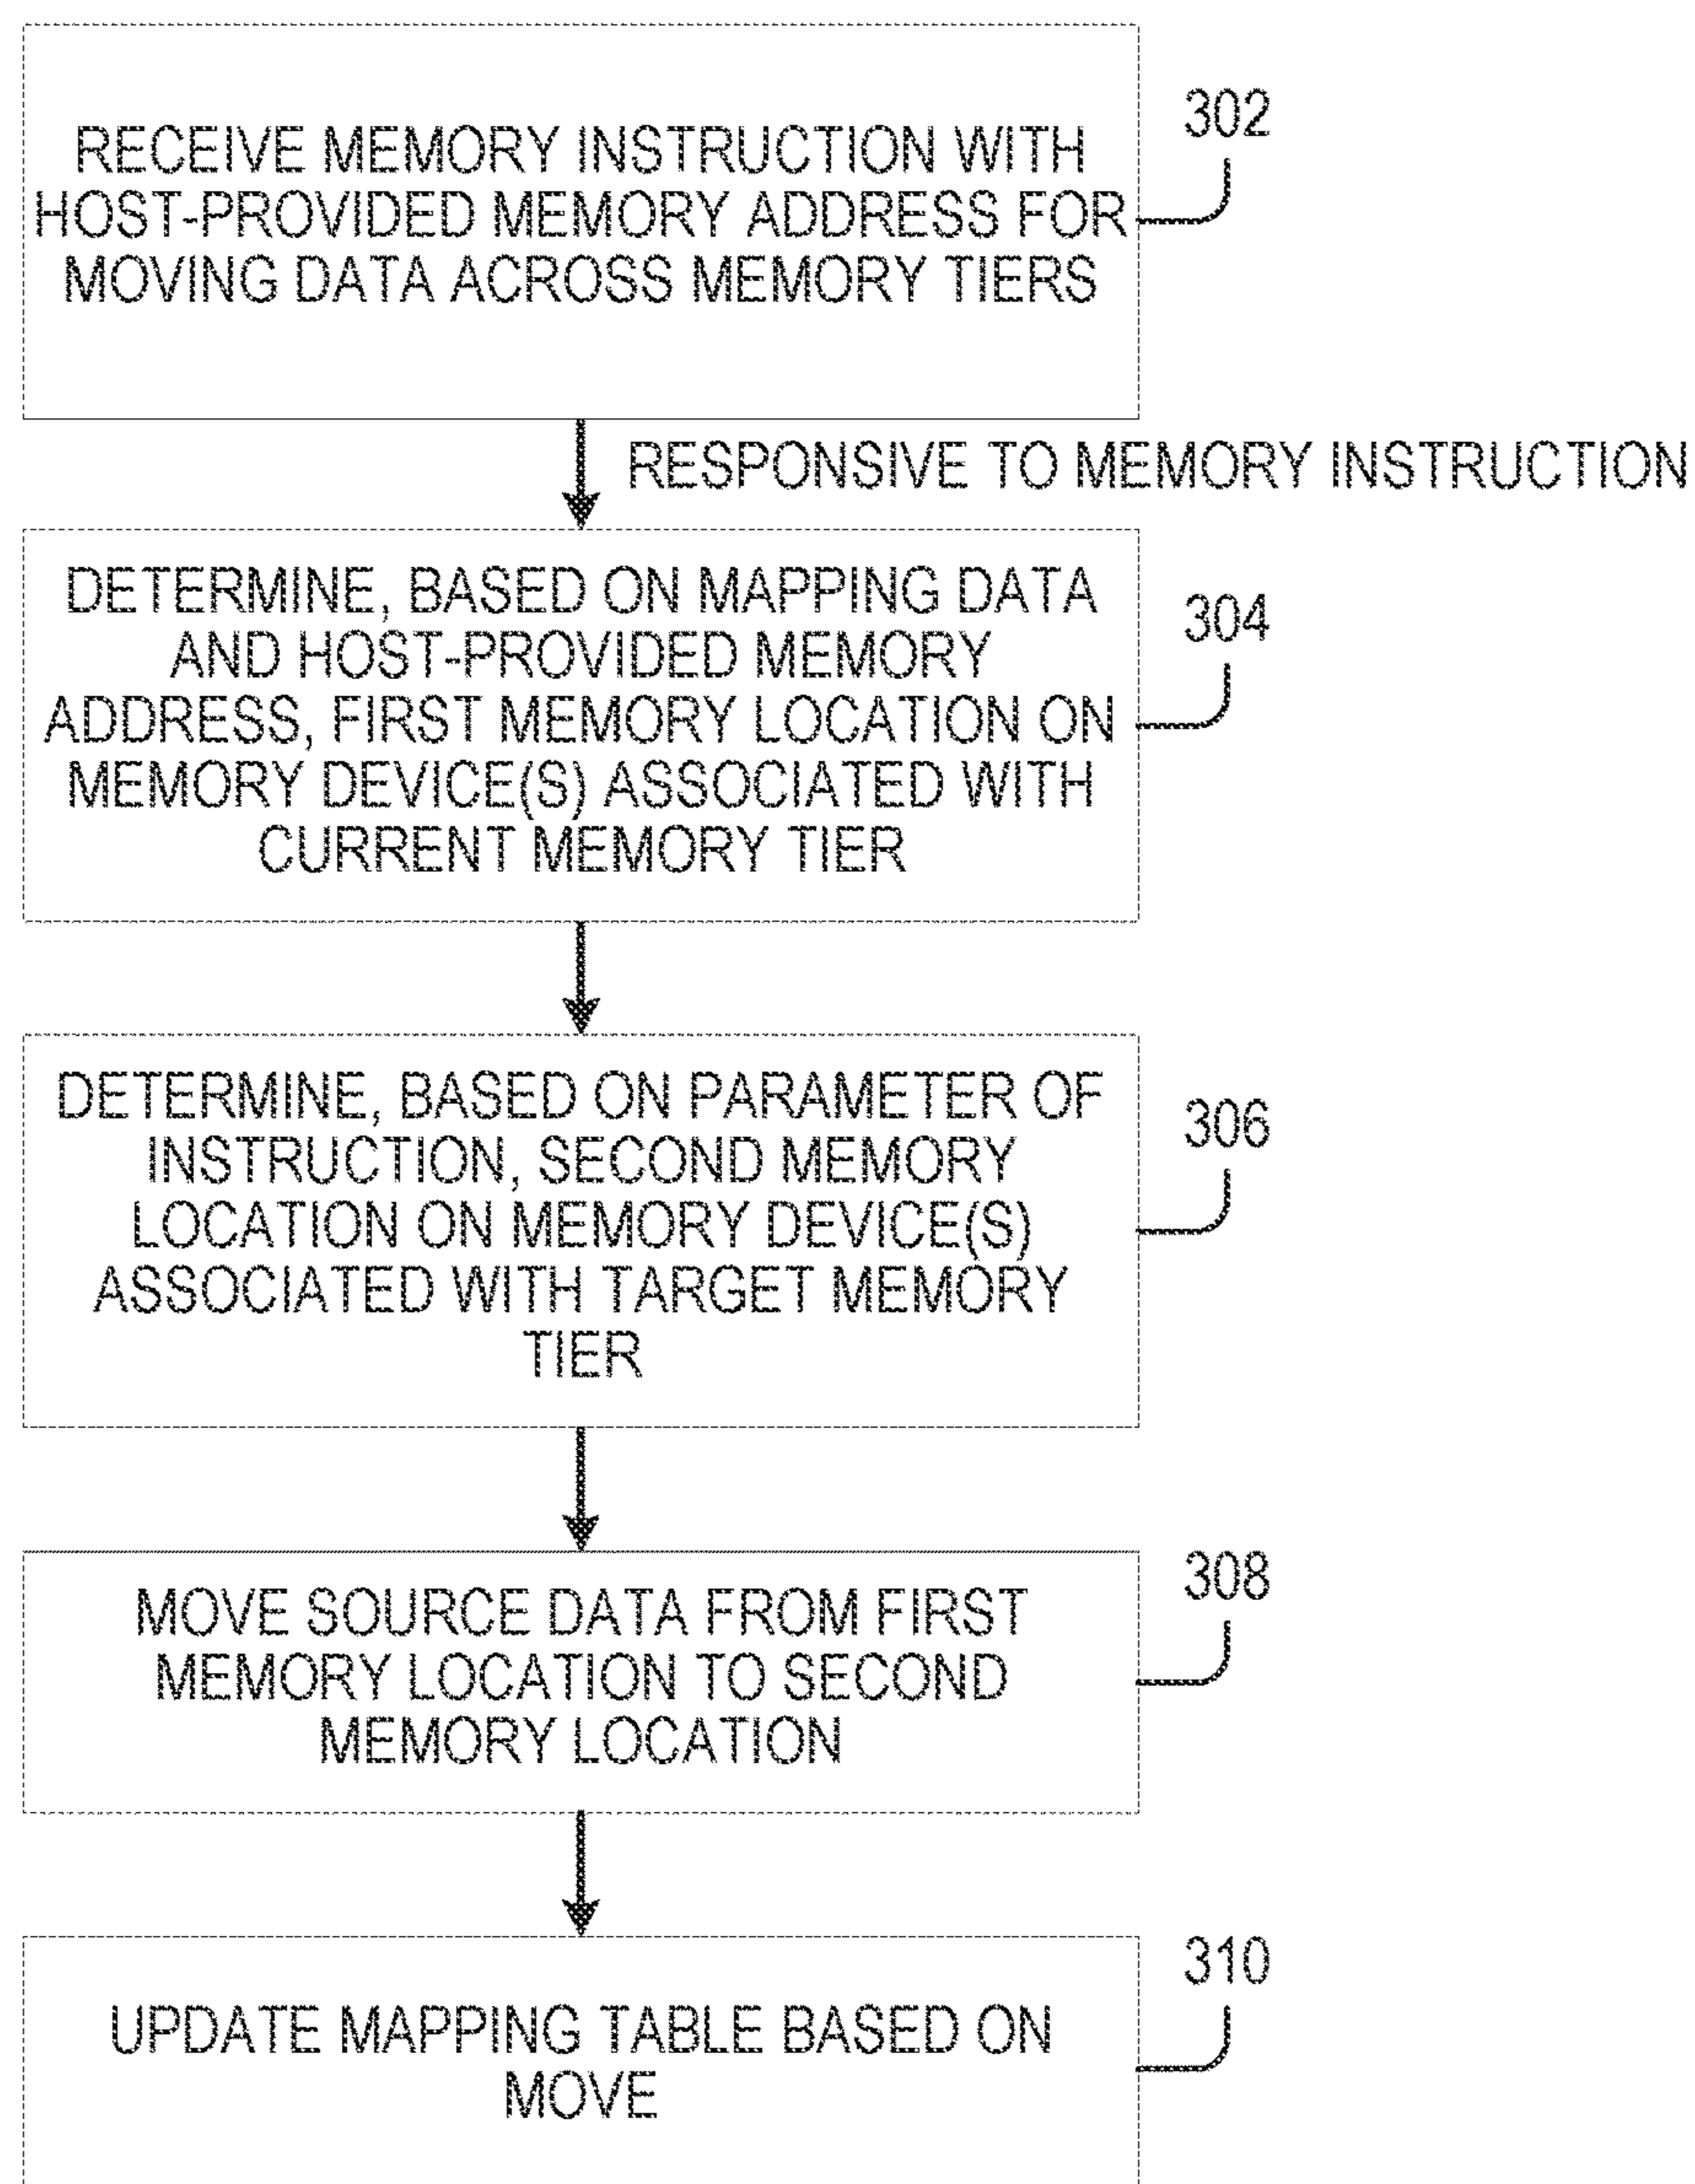 RECEIVE MEMORY INSTRUCTION WITH
HOST-PROVIDED MEMORY ADDRESS FOR
MOVING DATA ACROSS MEMORY TIERS
302
RESPONSIVE TO MEMORY INSTRUCTION
DETERMINE, BASED ON MAPPING DATA
AND HOST-PROVIDED MEMORY
ADDRESS, FIRST MEMORY LOCATION ON
MEMORY DEVICE(S) ASSOCIATED WITH
CURRENT MEMORY TIER
304
DETERMINE, BASED ON PARAMETER OF
INSTRUCTION, SECOND MEMORY
LOCATION ON MEMORY DEVICE(S)
ASSOCIATED WITH TARGET MEMORY
TIER
306
MOVE SOURCE DATA FROM FIRST
MEMORY LOCATION TO SECOND
MEMORY LOCATION
308
UPDATE MAPPING TABLE BASED ON
MOVE
310